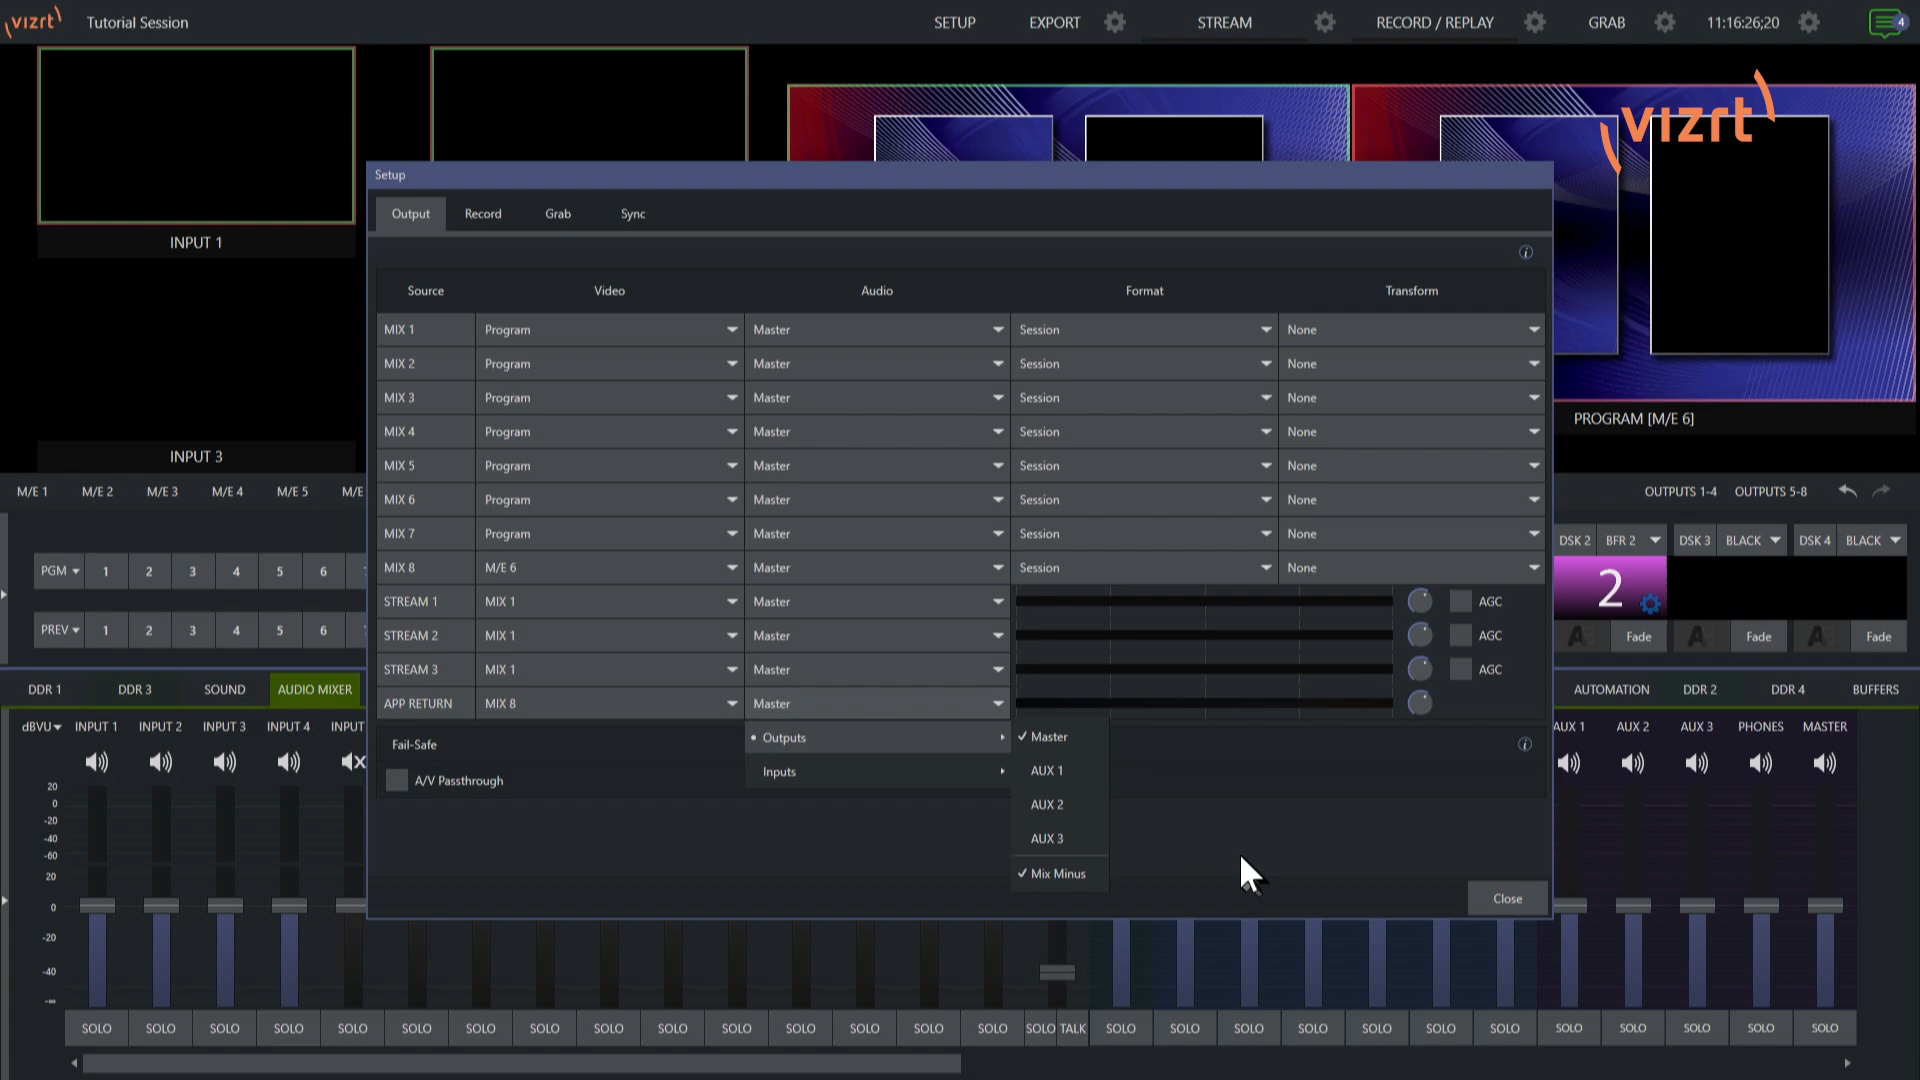 vizrt Tutorial Session SETUP EXPORT STREAM RECORD / REPLAY GRAB 11:16:26;20 4
vizrt
Setup
Output Record Grab Sync
i
Source Video Audio Format Transform
MIX 1 Program Master Session None
MIX 2 Program Master Session None
MIX 3 Program Master Session None
MIX 4 Program Master Session None
MIX 5 Program Master Session None
MIX 6 Program Master Session None
MIX 7 Program Master Session None
MIX 8 M/E 6 Master Session None
STREAM 1 MIX 1 Master AGC
STREAM 2 MIX 1 Master AGC
STREAM 3 MIX 1 Master AGC
APP RETURN MIX 8 Master
Outputs
Inputs
Master
AUX 1
AUX 2
AUX 3
Mix Minus
Fail-Safe i
A/V Passthrough
Close
INPUT 1
INPUT 3
PROGRAM [M/E 6]
M/E 1 M/E 2 M/E 3 M/E 4 M/E 5 M/E
OUTPUTS 1-4 OUTPUTS 5-8
PGM 1 2 3 4 5 6
PREV 1 2 3 4 5 6
DSK 2 BFR 2 DSK 3 BLACK DSK 4 BLACK
2
A Fade A Fade A Fade
DDR 1 DDR 3 SOUND AUDIO MIXER AUTOMATION DDR 2 DDR 4 BUFFERS
dBVU INPUT 1 INPUT 2 INPUT 3 INPUT 4 INPUT AUX 1 AUX 2 AUX 3 PHONES MASTER
20
0
-20
-40
-60
20
0
-20
-40
-∞
SOLO SOLO SOLO SOLO SOLO SOLO SOLO SOLO SOLO SOLO SOLO SOLO SOLO SOLO SOLO SOLO TALK SOLO SOLO SOLO SOLO SOLO SOLO SOLO SOLO SOLO SOLO SOLO SOLO